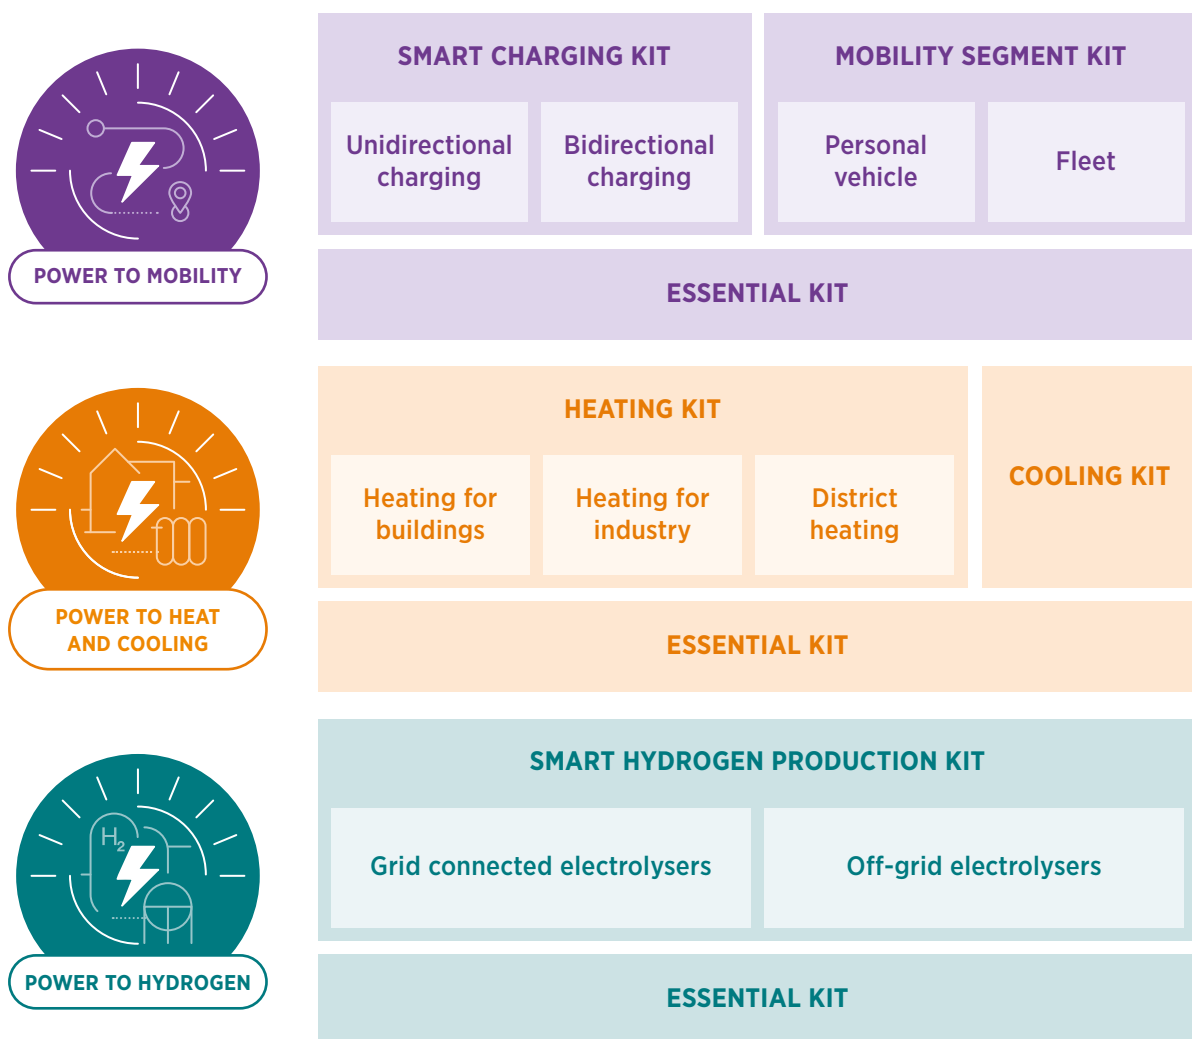 SMART CHARGING KIT
Unidirectional
charging
Bidirectional
charging
MOBILITY SEGMENT KIT
Personal
vehicle
Fleet
POWER TO MOBILITY
ESSENTIAL KIT
HEATING KIT
Heating for
buildings
Heating for
industry
District
heating
COOLING KIT
POWER TO HEAT
AND COOLING
ESSENTIAL KIT
SMART HYDROGEN PRODUCTION KIT
H₂
Grid connected electrolysers
Off-grid electrolysers
POWER TO HYDROGEN
ESSENTIAL KIT